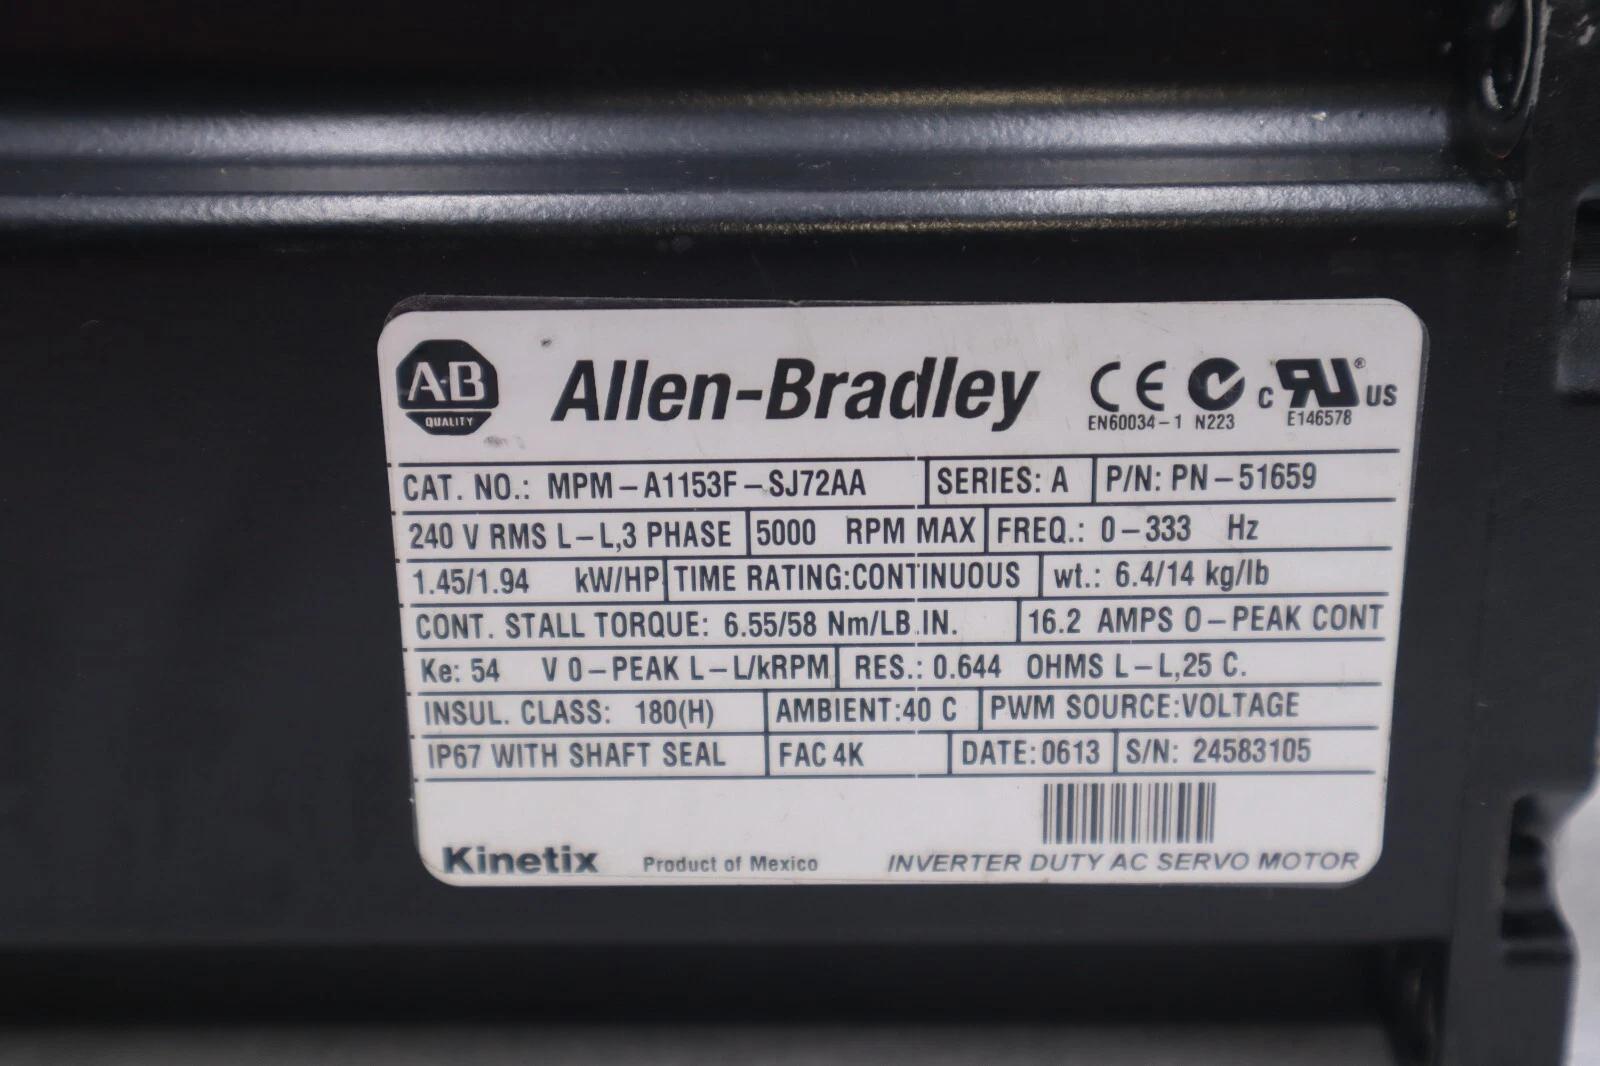 A-B QUALITY Allen-Bradley CE C UR ® US
EN60034-1 N223 E146578
CAT. NO.: MPM-A1153F-SJ72AA SERIES: A P/N: PN-51659
240 V RMS L-L,3 PHASE 5000 RPM MAX FREQ.: 0-333 Hz
1.45/1.94 kW/HP TIME RATING:CONTINUOUS wt.: 6.4/14 kg/lb
CONT. STALL TORQUE: 6.55/58 Nm/LB.IN. 16.2 AMPS 0-PEAK CONT
Ke: 54 V 0-PEAK L-L/kRPM RES.: 0.644 OHMS L-L,25 C.
INSUL. CLASS: 180(H) AMBIENT:40 C PWM SOURCE:VOLTAGE
IP67 WITH SHAFT SEAL FAC 4K DATE:0613 S/N: 24583105
Kinetix Product of Mexico INVERTER DUTY AC SERVO MOTOR